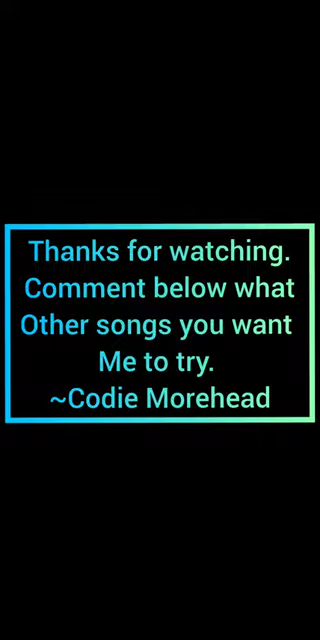 Thanks for watching.
Comment below what
Other songs you want
Me to try.
~Codie Morehead